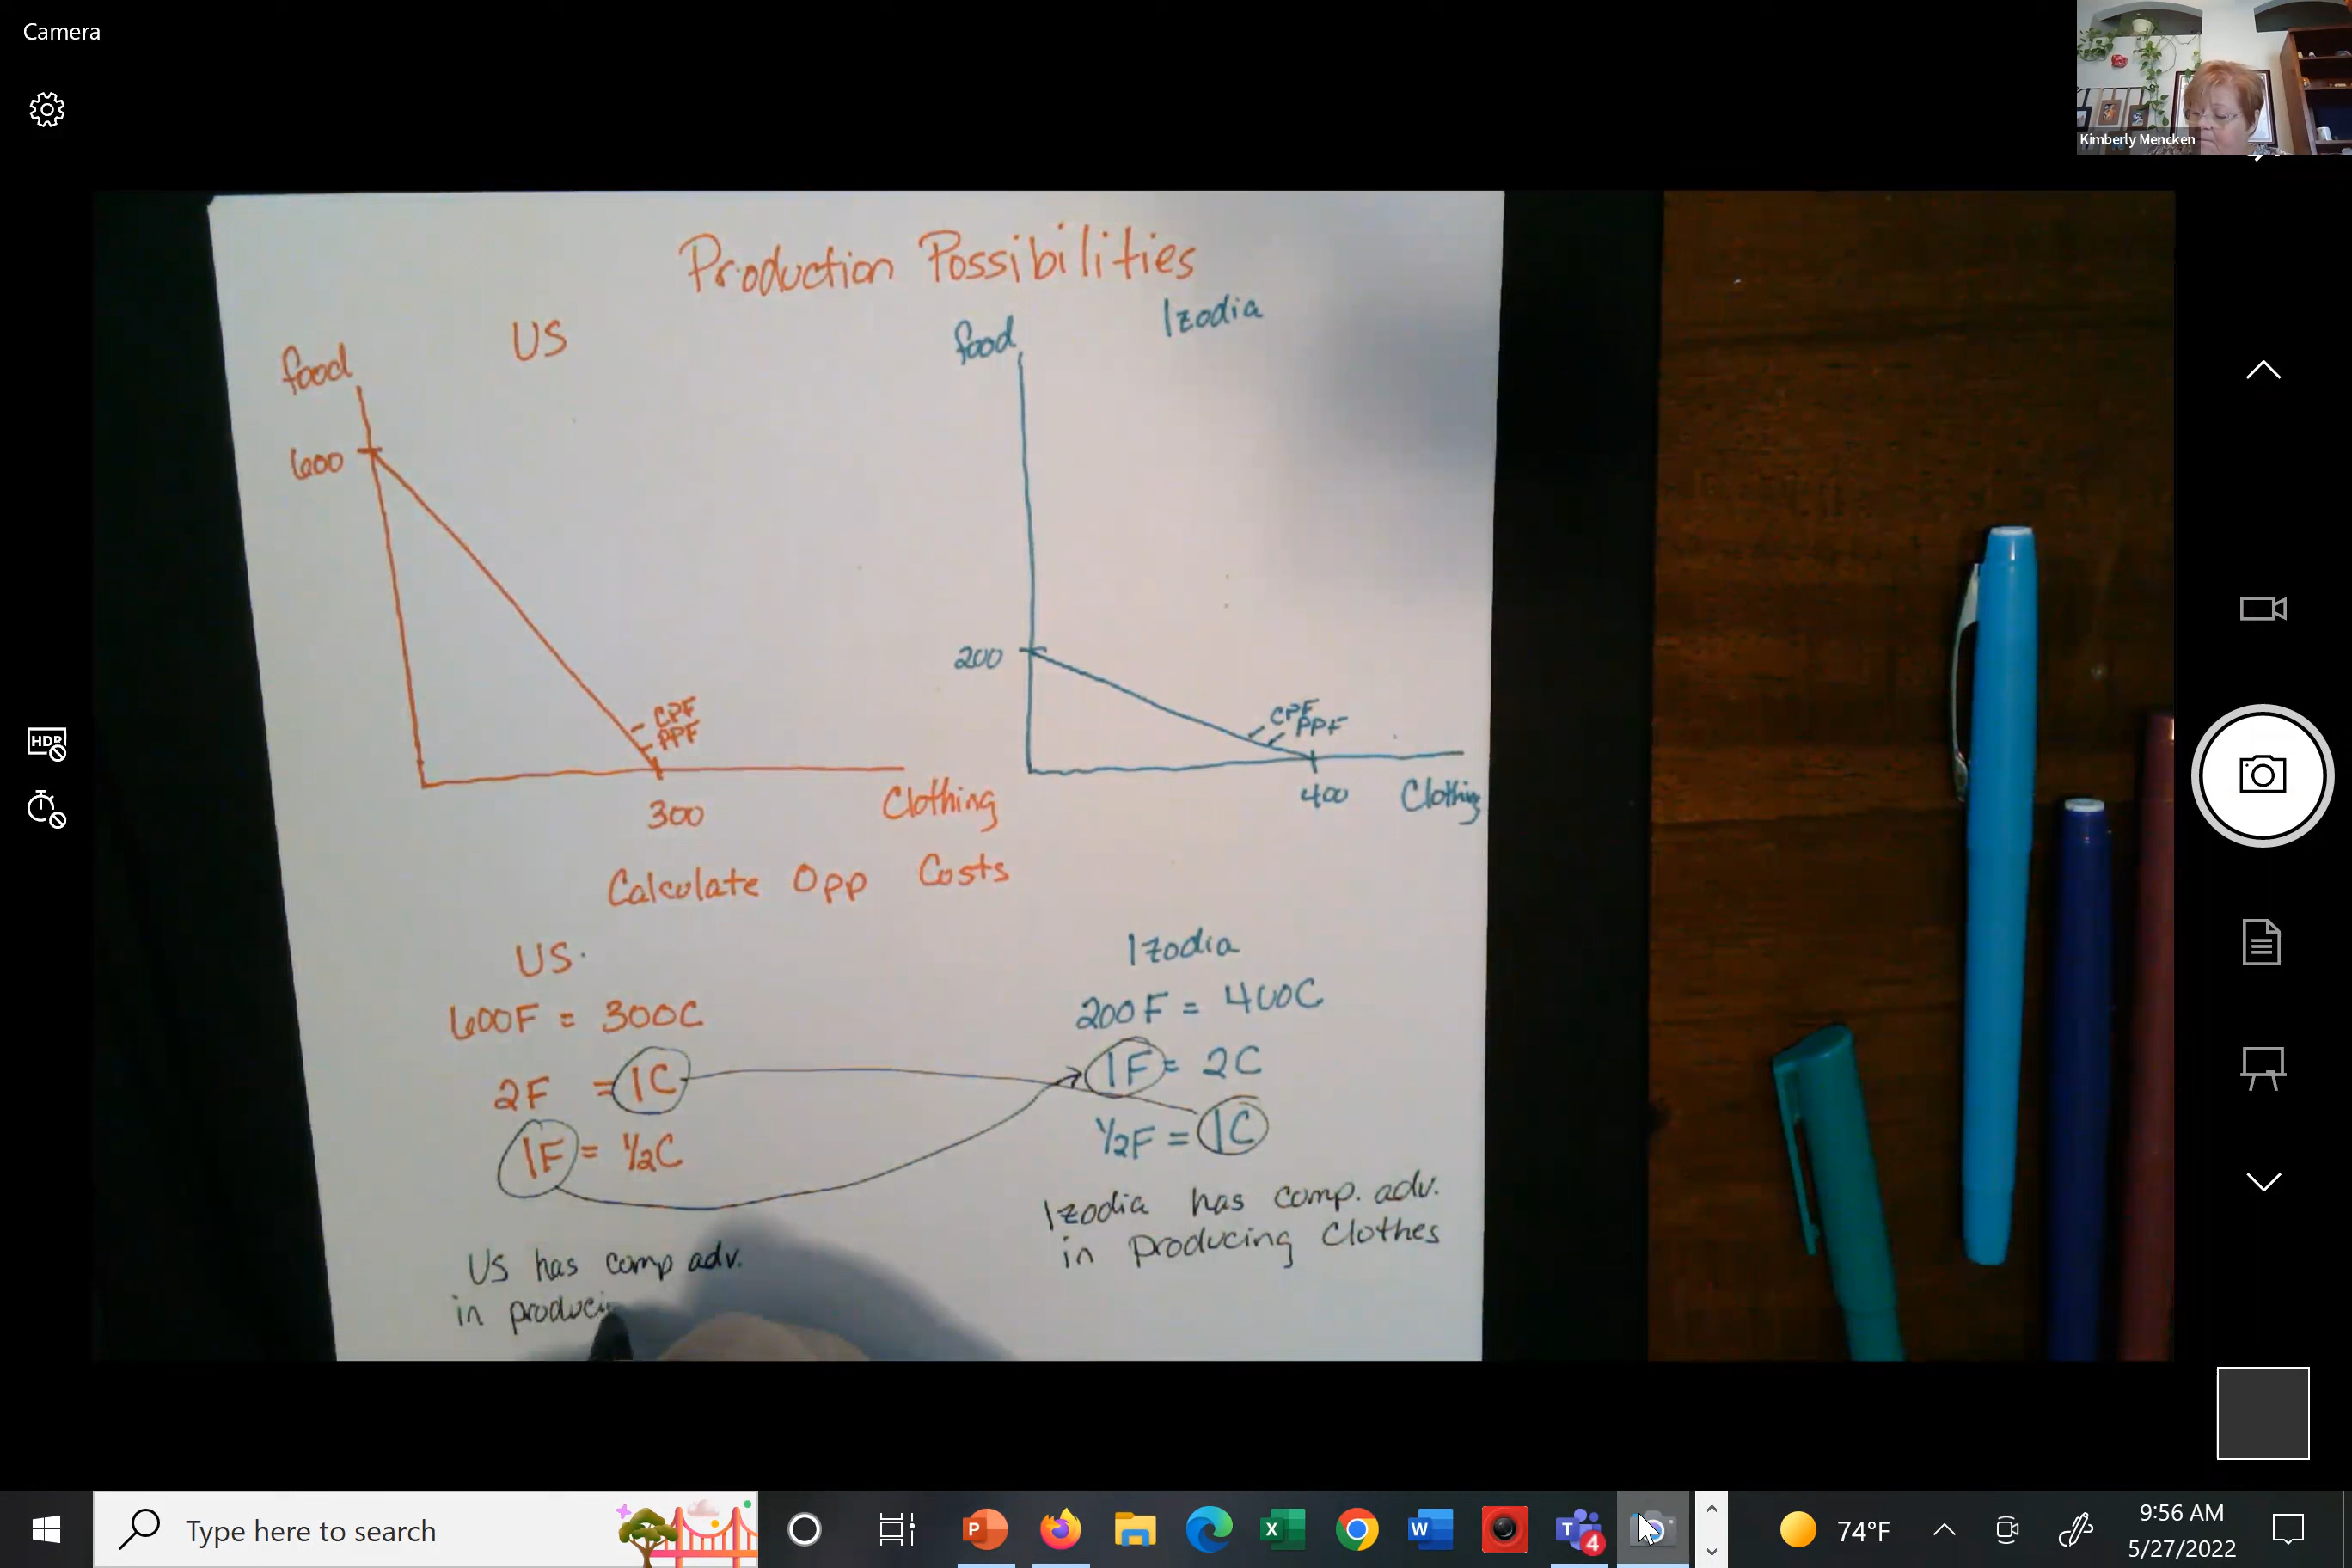 Camera
Kimberly Mencken
Production Possibilities
US
Izodia
food
food
600
200
CPF
PPF
CPF
PPF
300
Clothing
400
Clothing
Calculate Opp Costs
US.
Izodia
600F = 300C
200F = 400C
2F = 1C
1F = 2C
1F = ½C
½F = 1C
Izodia has comp. adv.
in producing Clothes
US has comp adv.
in produci
Type here to search
4
74°F
9:56 AM
5/27/2022